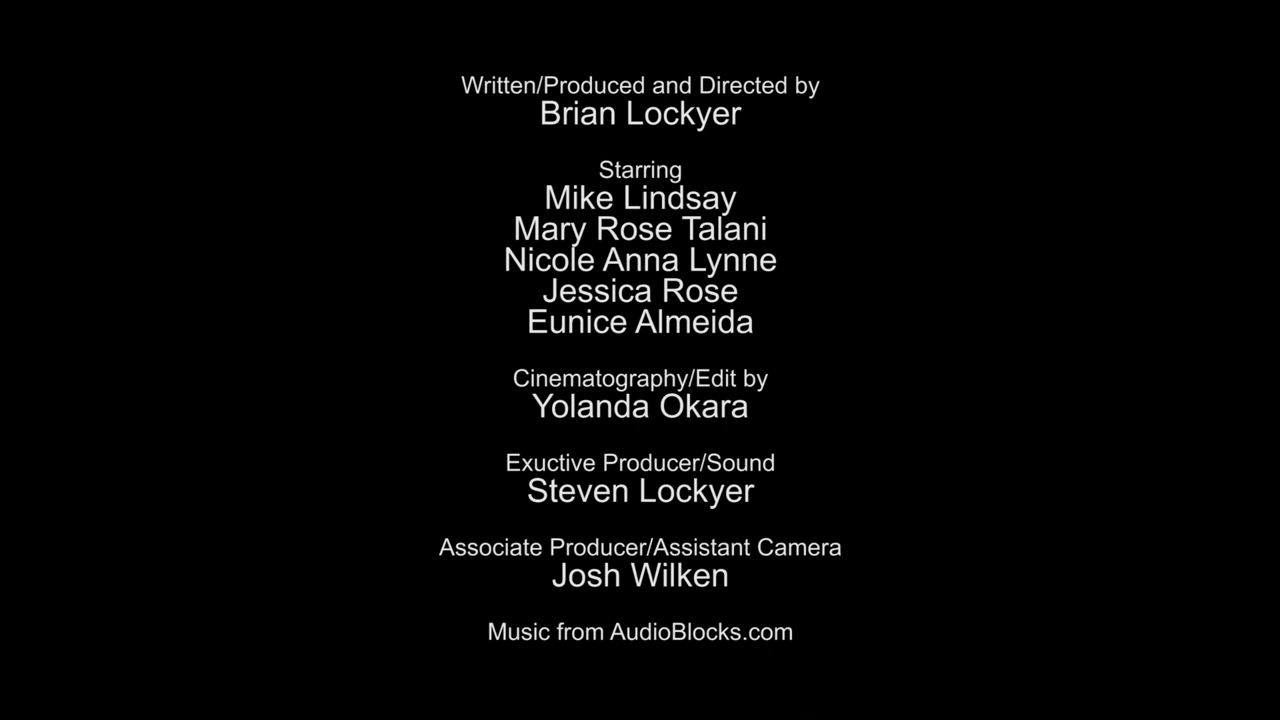 Written/Produced and Directed by
Brian Lockyer
Starring
Mike Lindsay
Mary Rose Talani
Nicole Anna Lynne
Jessica Rose
Eunice Almeida
Cinematography/Edit by
Yolanda Okara
Exuctive Producer/Sound
Steven Lockyer
Associate Producer/Assistant Camera
Josh Wilken
Music from AudioBlocks.com